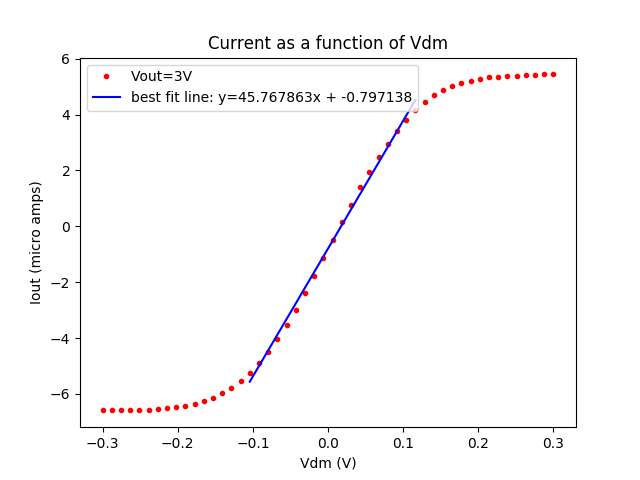 Current as a function of Vdm
Vout=3V
best fit line: y=45.767863x + -0.797138
6
4
2
0
−2
−4
−6
Iout (micro amps)
−0.3 −0.2 −0.1 0.0 0.1 0.2 0.3
Vdm (V)